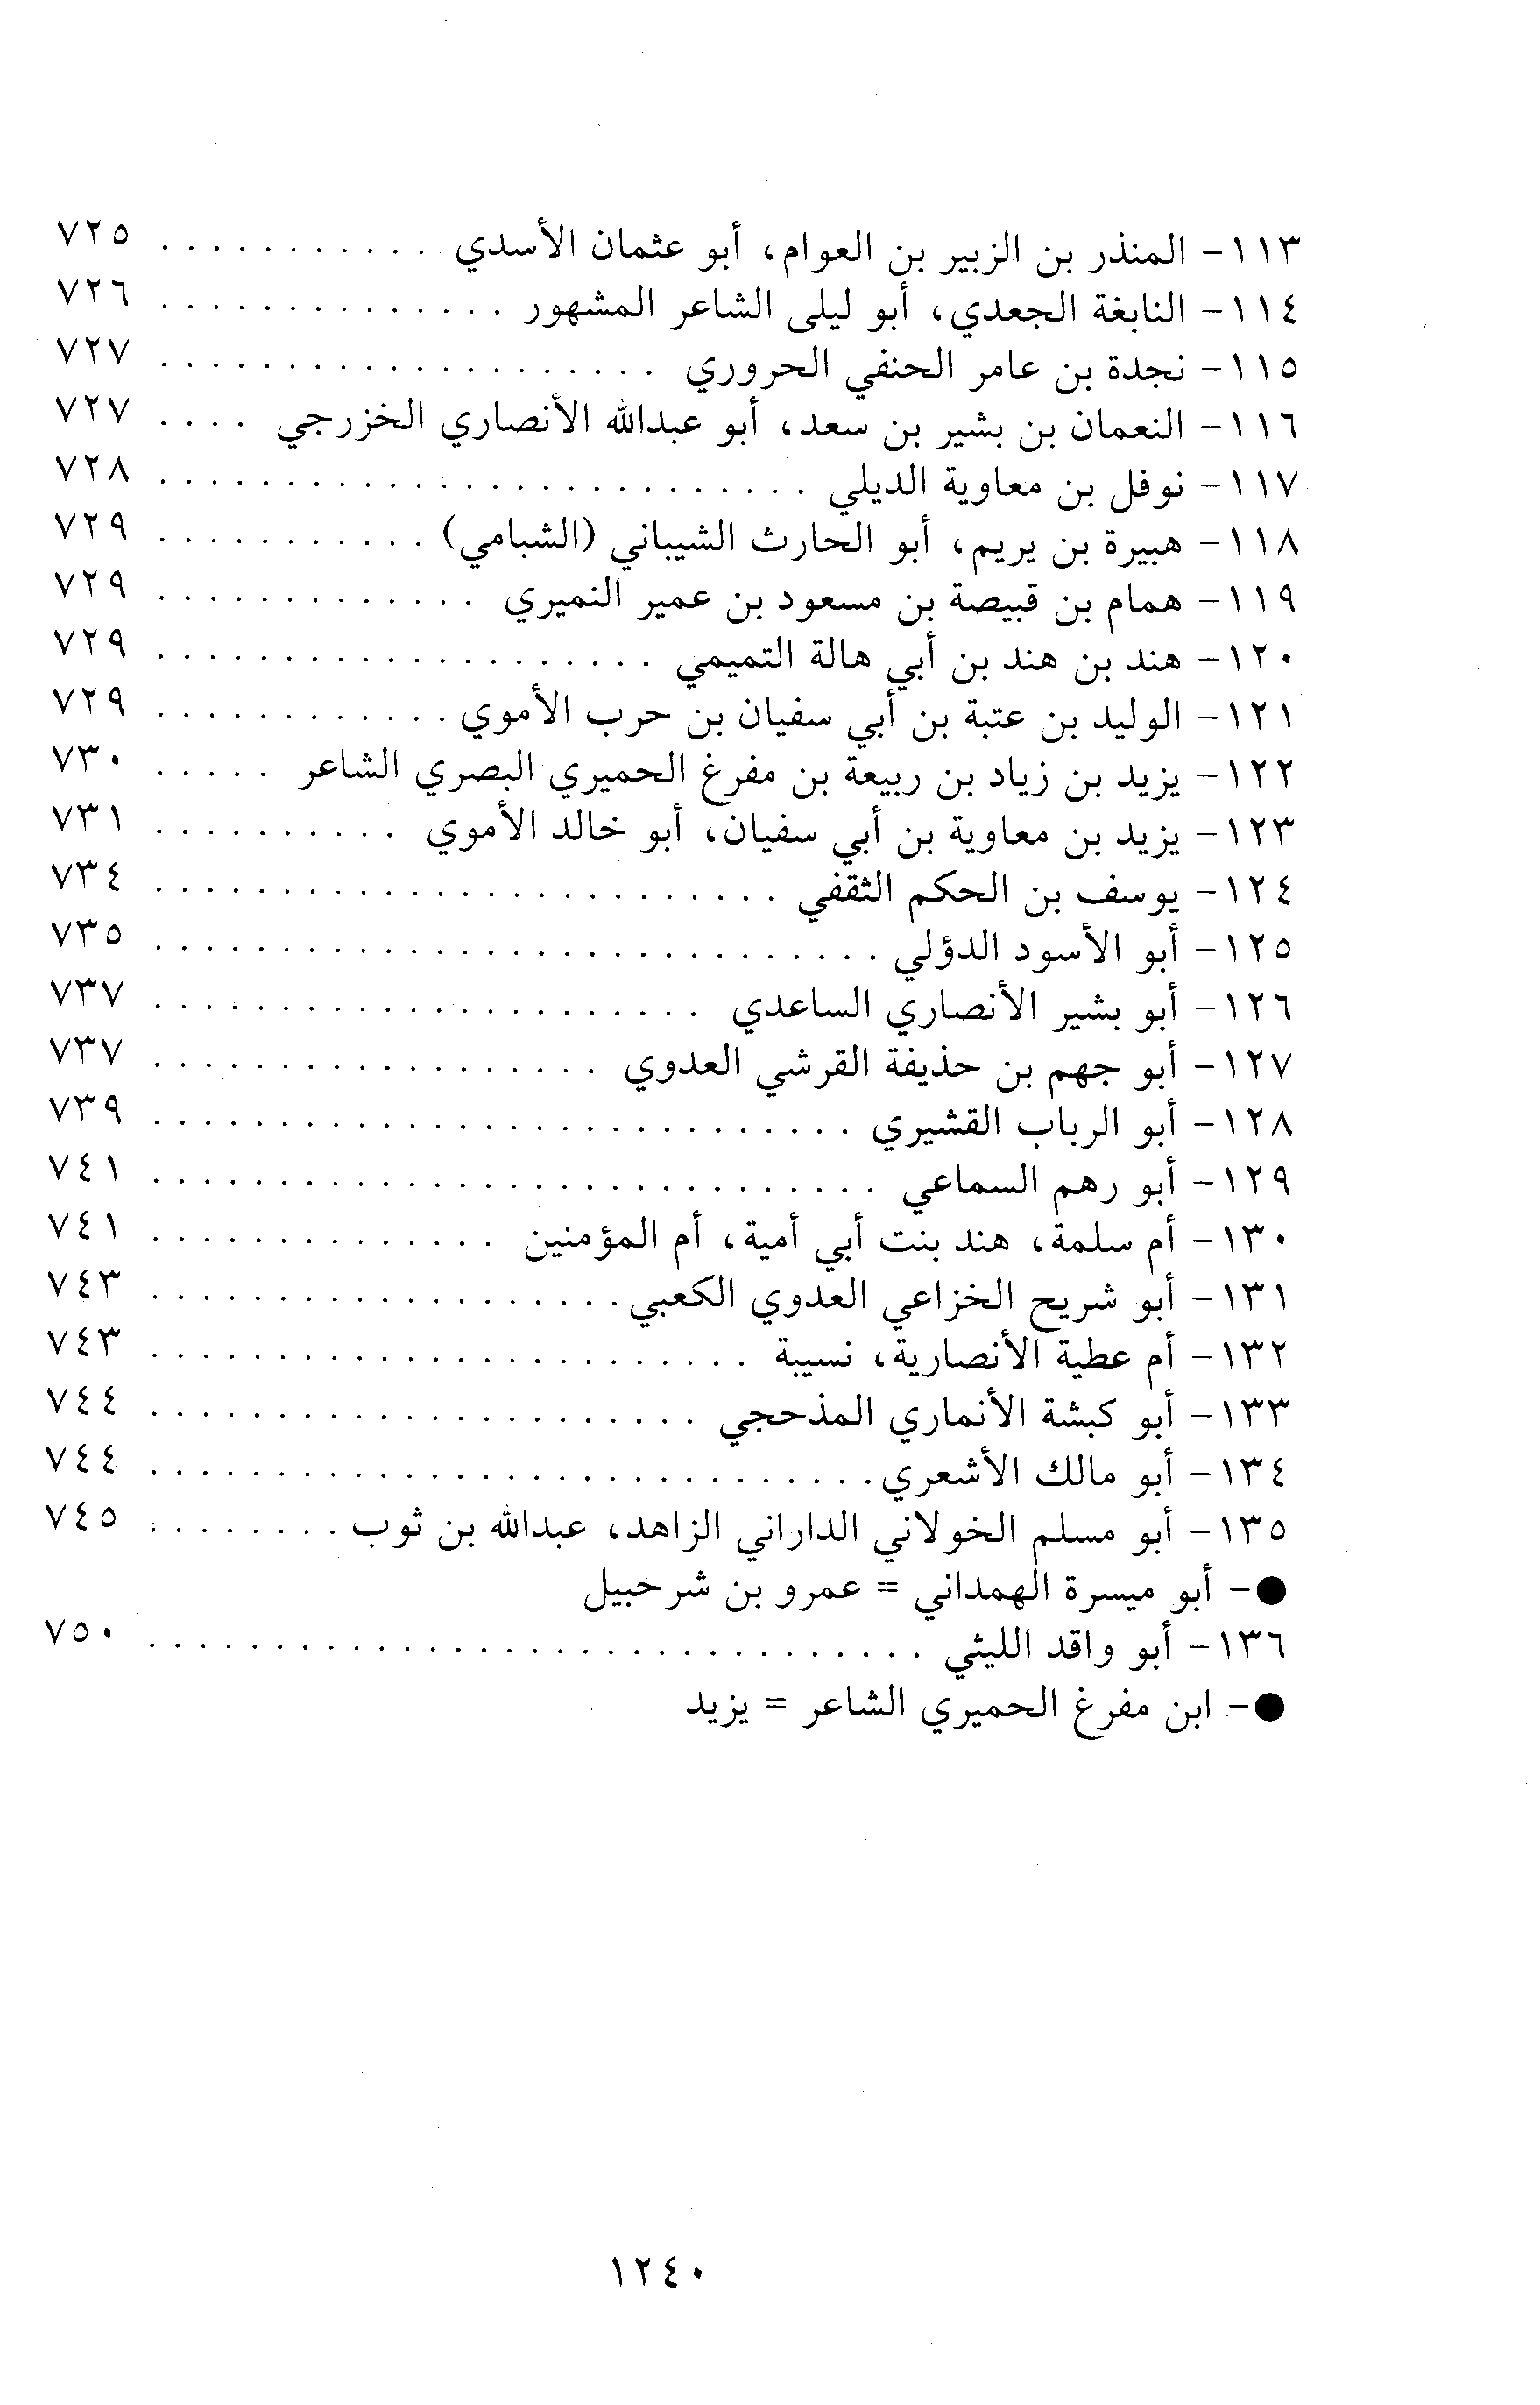 ١١٣- المنذر بن الزبير بن العوام، أبو عثمان الأسدي . . . . . . . . . . . ٧٢٥
١١٤- النابغة الجعدي، أبو ليلى الشاعر المشهور . . . . . . . . . . . . . . ٧٢٦
١١٥- نجدة بن عامر الحنفي الحروري . . . . . . . . . . . . . . . . . . . . ٧٢٧
١١٦- النعمان بن بشير بن سعد، أبو عبدالله الأنصاري الخزرجي . . . . ٧٢٧
١١٧- نوفل بن معاوية الديلي . . . . . . . . . . . . . . . . . . . . . . . . . . ٧٢٨
١١٨- هبيرة بن يريم، أبو الحارث الشيباني (الشبامي) . . . . . . . . . . . ٧٢٩
١١٩- همام بن قبيصة بن مسعود بن عمير النميري . . . . . . . . . . . . . ٧٢٩
١٢٠- هند بن هند بن أبي هالة التميمي . . . . . . . . . . . . . . . . . . . . ٧٢٩
١٢١- الوليد بن عتبة بن أبي سفيان بن حرب الأموي . . . . . . . . . . . . ٧٢٩
١٢٢- يزيد بن زياد بن ربيعة بن مفرغ الحميري البصري الشاعر . . . . . ٧٣٠
١٢٣- يزيد بن معاوية بن أبي سفيان، أبو خالد الأموي . . . . . . . . . . ٧٣١
١٢٤- يوسف بن الحكم الثقفي . . . . . . . . . . . . . . . . . . . . . . . . . ٧٣٤
١٢٥- أبو الأسود الدؤلي . . . . . . . . . . . . . . . . . . . . . . . . . . . . . ٧٣٥
١٢٦- أبو بشير الأنصاري الساعدي . . . . . . . . . . . . . . . . . . . . . . ٧٣٧
١٢٧- أبو جهم بن حذيفة القرشي العدوي . . . . . . . . . . . . . . . . . . ٧٣٧
١٢٨- أبو الرباب القشيري . . . . . . . . . . . . . . . . . . . . . . . . . . . . ٧٣٩
١٢٩- أبو رهم السماعي . . . . . . . . . . . . . . . . . . . . . . . . . . . . . ٧٤١
١٣٠- أم سلمة، هند بنت أبي أمية، أم المؤمنين . . . . . . . . . . . . . . ٧٤١
١٣١- أبو شريح الخزاعي العدوي الكعبي . . . . . . . . . . . . . . . . . . . ٧٤٣
١٣٢- أم عطية الأنصارية، نسيبة . . . . . . . . . . . . . . . . . . . . . . . . ٧٤٣
١٣٣- أبو كبشة الأنماري المذحجي . . . . . . . . . . . . . . . . . . . . . . ٧٤٤
١٣٤- أبو مالك الأشعري . . . . . . . . . . . . . . . . . . . . . . . . . . . . . ٧٤٤
١٣٥- أبو مسلم الخولاني الداراني الزاهد، عبدالله بن ثوب . . . . . . . . ٧٤٥
●- أبو ميسرة الهمداني = عمرو بن شرحبيل
١٣٦- أبو واقد الليثي . . . . . . . . . . . . . . . . . . . . . . . . . . . . . . . ٧٥٠
●- ابن مفرغ الحميري الشاعر = يزيد
١٢٤٠